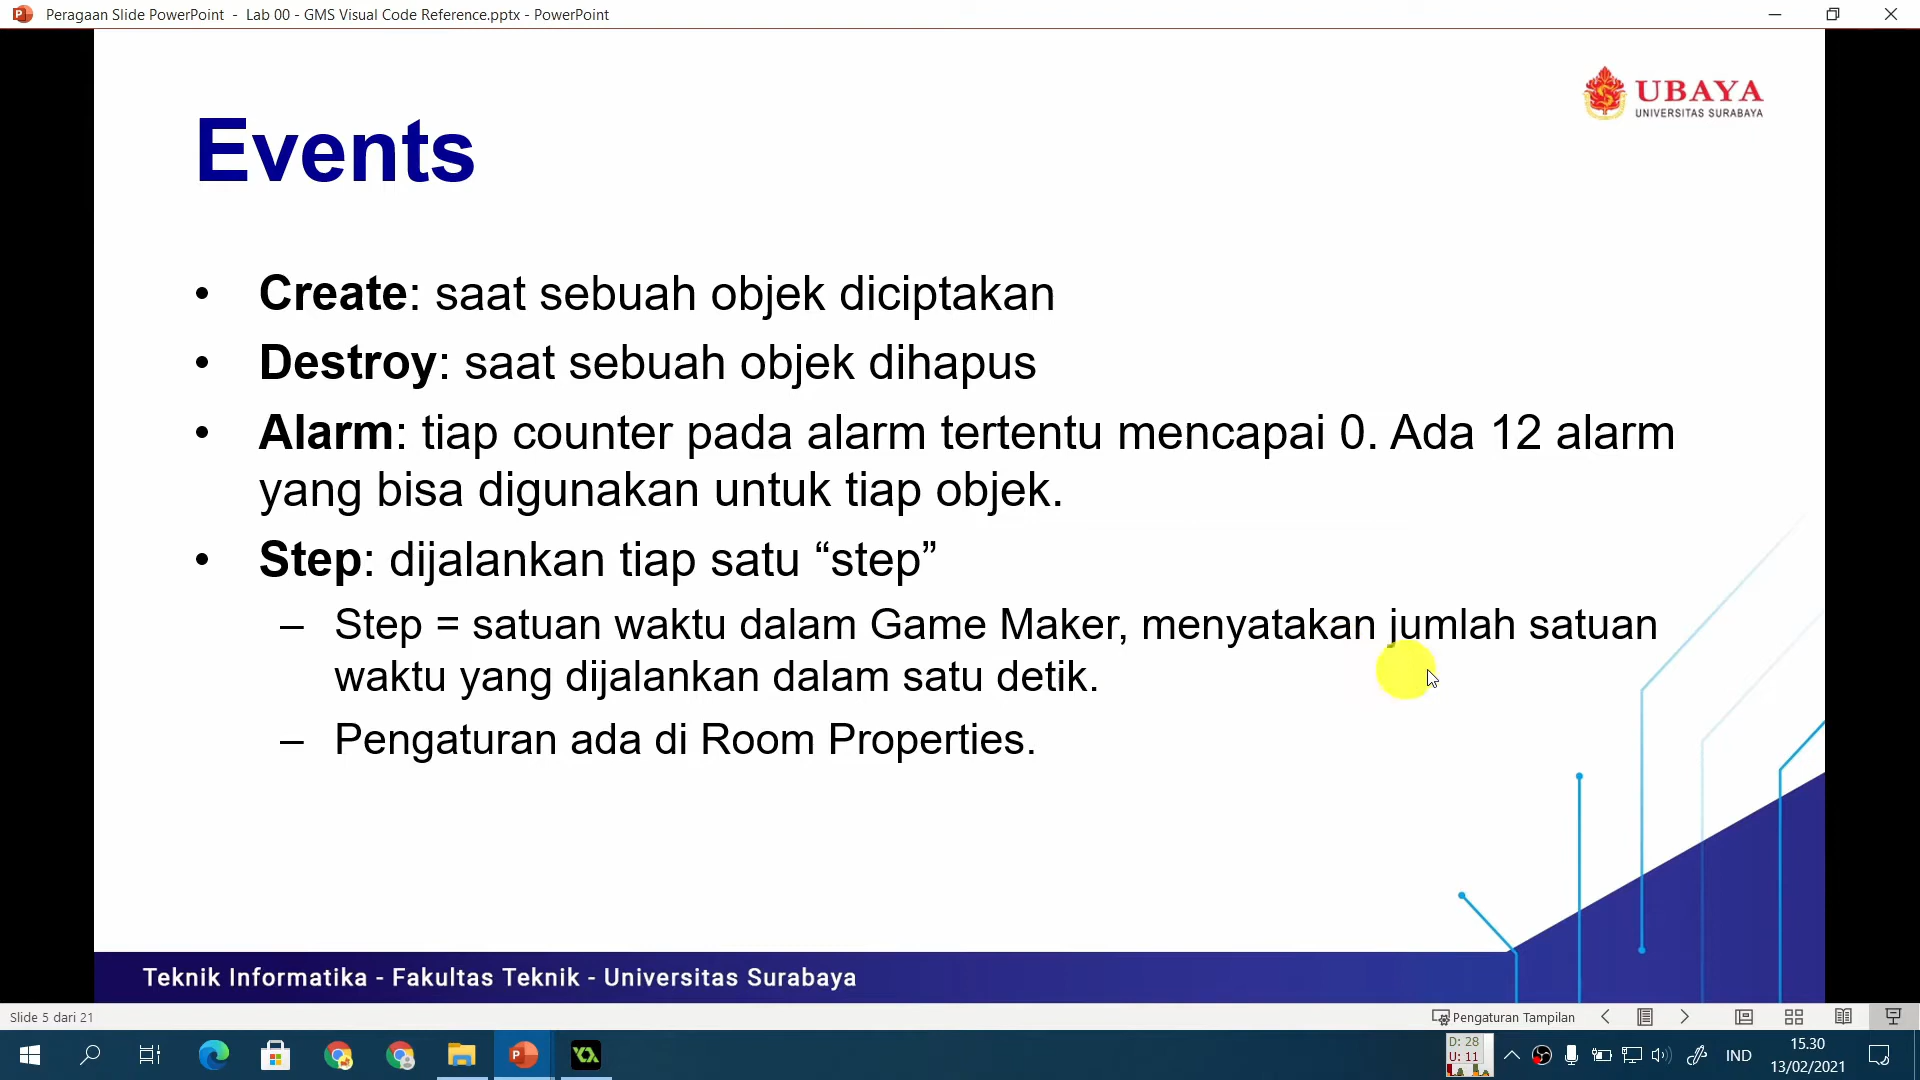 Peragaan Slide PowerPoint - Lab 00 - GMS Visual Code Reference.pptx - PowerPoint
UBAYA
UNIVERSITAS SURABAYA
Events
• Create: saat sebuah objek diciptakan
• Destroy: saat sebuah objek dihapus
• Alarm: tiap counter pada alarm tertentu mencapai 0. Ada 12 alarm
yang bisa digunakan untuk tiap objek.
• Step: dijalankan tiap satu “step”
– Step = satuan waktu dalam Game Maker, menyatakan jumlah satuan
waktu yang dijalankan dalam satu detik.
– Pengaturan ada di Room Properties.
Teknik Informatika - Fakultas Teknik - Universitas Surabaya
Slide 5 dari 21
Pengaturan Tampilan
D: 28
U: 11
IND
15.30
13/02/2021